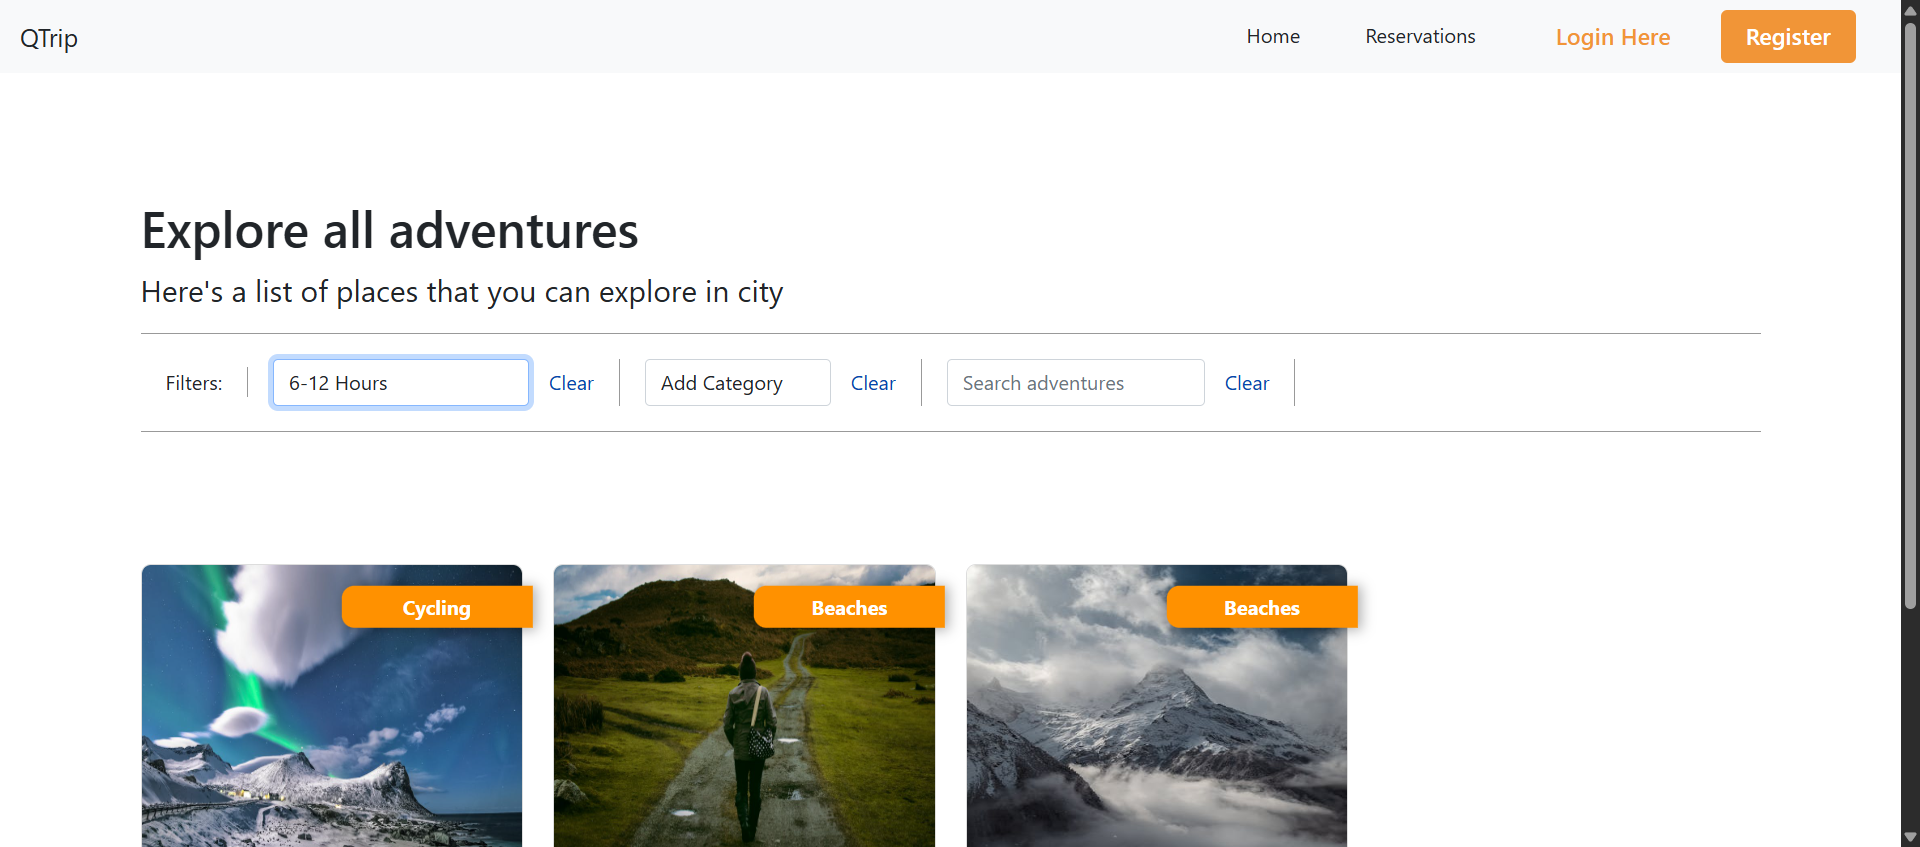 QTrip
Home
Reservations
Login Here
Register
Explore all adventures
Here's a list of places that you can explore in city
Filters:
6-12 Hours
Clear
Add Category
Clear
Search adventures
Clear
Cycling
Beaches
Beaches